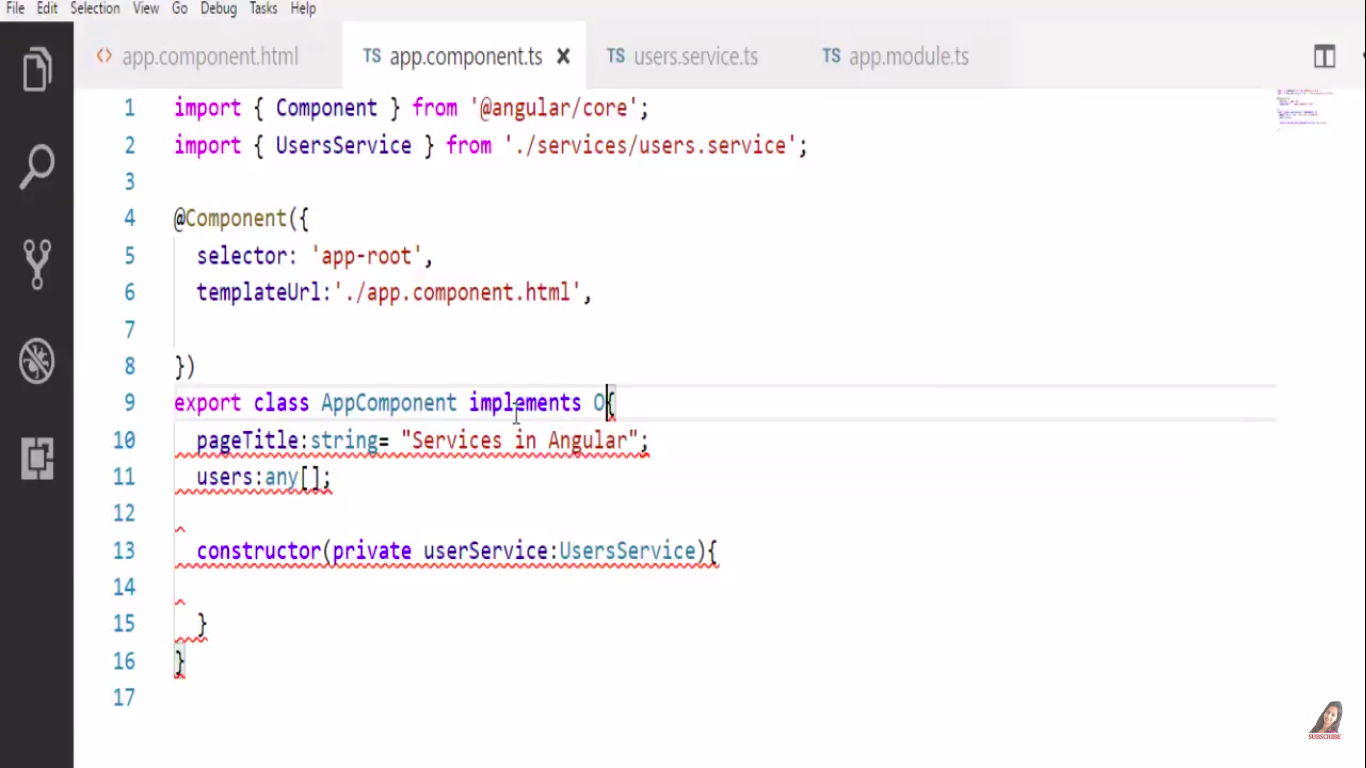 File Edit Selection View Go Debug Tasks Help
<> app.component.html TS app.component.ts TS users.service.ts TS app.module.ts
1 import { Component } from '@angular/core';
2 import { UsersService } from './services/users.service';
3
4 @Component({
5 selector: 'app-root',
6 templateUrl:'./app.component.html',
7
8 })
9 export class AppComponent implements O{
10 pageTitle:string= "Services in Angular";
11 users:any[];
12
13 constructor(private userService:UsersService){
14
15 }
16 }
17
SUBSCRIBE